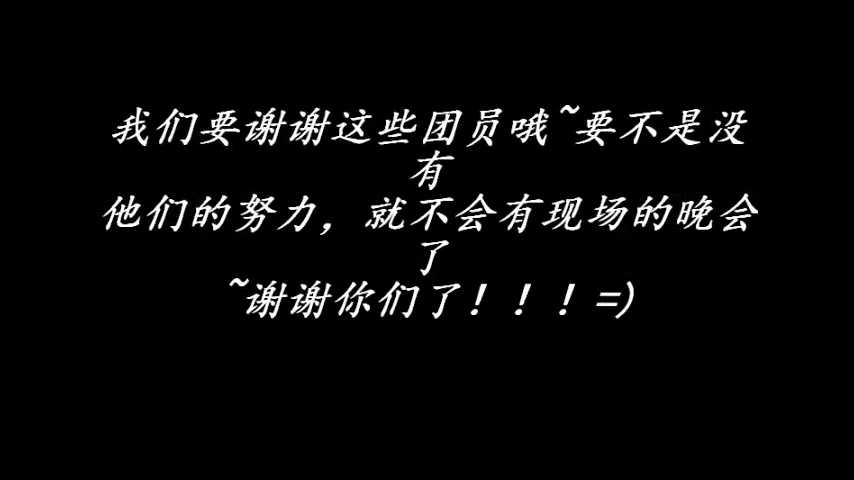 我们要谢谢这些团员哦~要不是没
有
他们的努力，就不会有现场的晚会
了
~谢谢你们了！！！=)